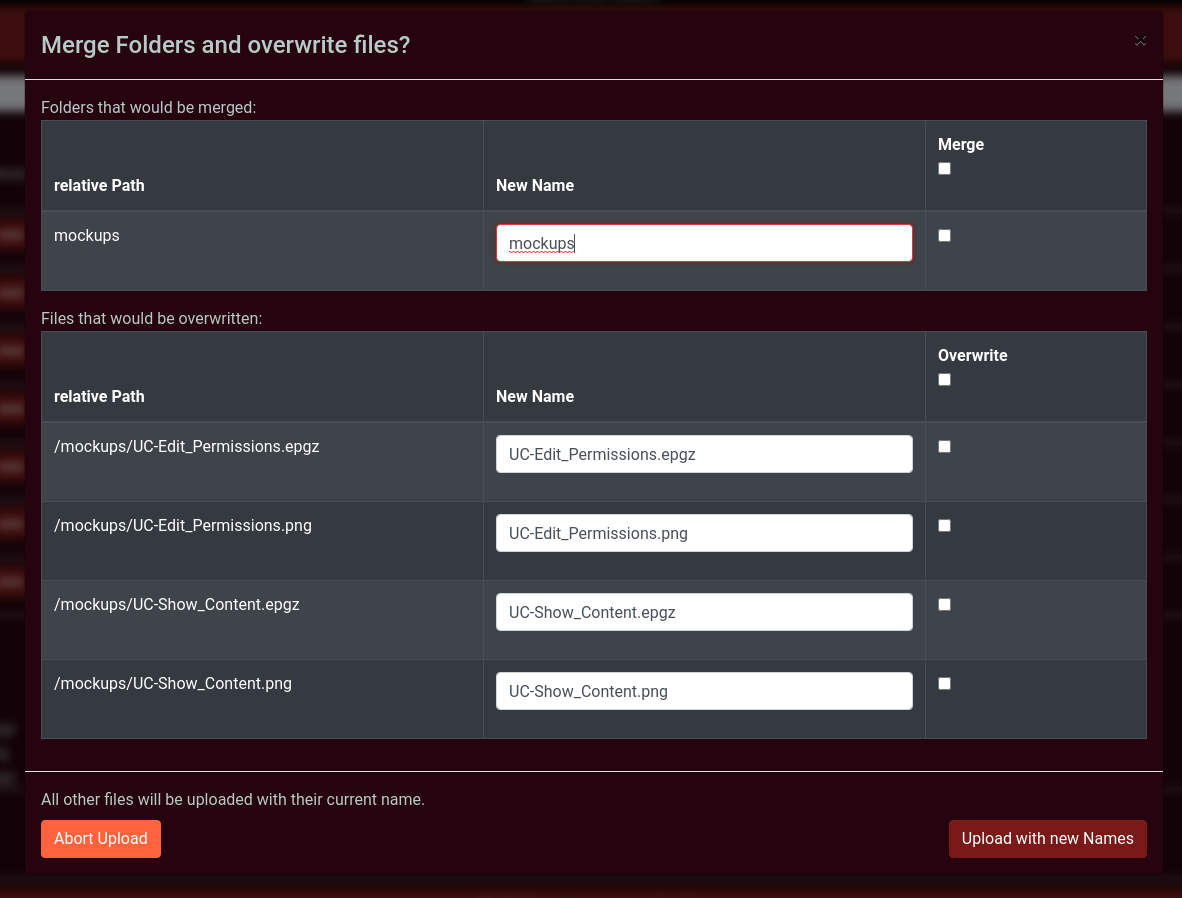 Merge Folders and overwrite files?
×
Folders that would be merged:
relative Path New Name Merge
mockups mockups
Files that would be overwritten:
relative Path New Name Overwrite
/mockups/UC-Edit_Permissions.epgz UC-Edit_Permissions.epgz
/mockups/UC-Edit_Permissions.png UC-Edit_Permissions.png
/mockups/UC-Show_Content.epgz UC-Show_Content.epgz
/mockups/UC-Show_Content.png UC-Show_Content.png
All other files will be uploaded with their current name.
Abort Upload Upload with new Names